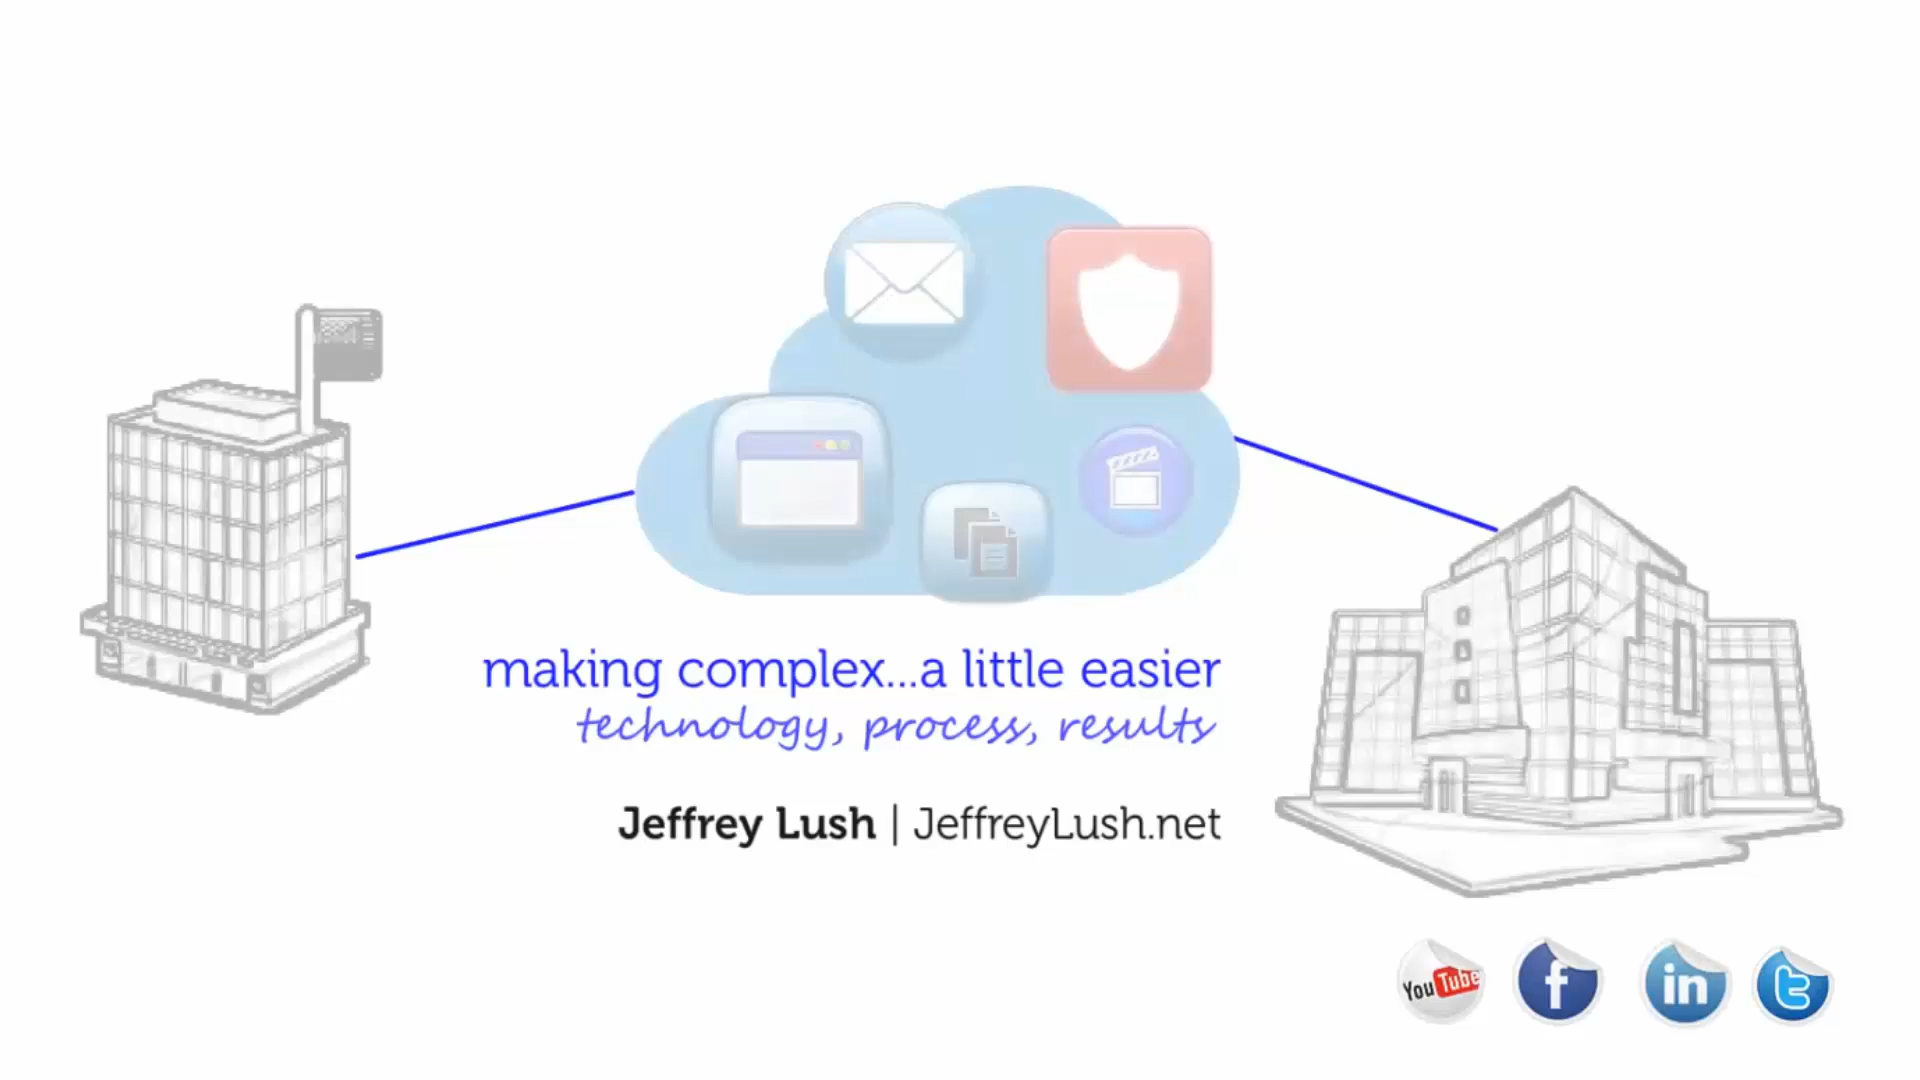 making complex...a little easier
technology, process, results
Jeffrey Lush | JeffreyLush.net
You Tube
f
in
t